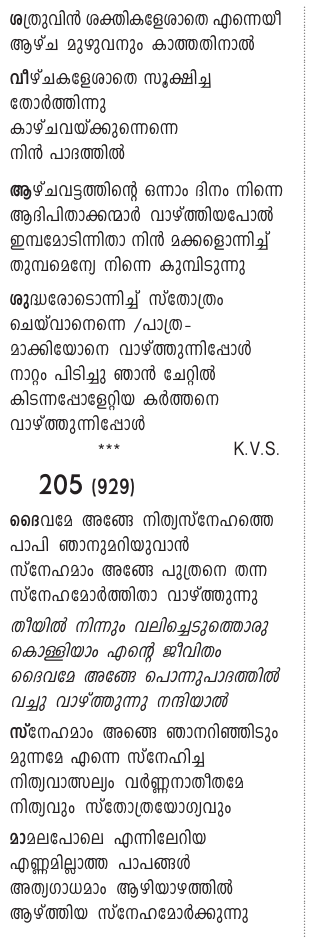 ശത്രുവിൻ ശക്തികളേശാതെ എന്നെയീ
ആഴ്ച മുഴുവനും കാത്തതിനാൽ
വീഴ്ചകളേശാതെ സൂക്ഷിച്ച
തോർത്തിന്നു
കാഴ്ചവയ്ക്കുന്നെന്നെ
നിൻ പാദത്തിൽ
ആഴ്ചവട്ടത്തിന്റെ ഒന്നാം ദിനം നിന്നെ
ആദിപിതാക്കന്മാർ വാഴ്ത്തിയപോൽ
ഇമ്പമോടിന്നിതാ നിൻ മക്കളൊന്നിച്ച്
തുമ്പമെന്യേ നിന്നെ കുമ്പിടുന്നു
ശുദ്ധരോടൊന്നിച്ച് സ്തോത്രം
ചെയ്‌വാനെന്നെ /പാത്ര-
മാക്കിയോനെ വാഴ്ത്തുന്നിപ്പോൾ
നാറ്റം പിടിച്ചു ഞാൻ ചേറ്റിൽ
കിടന്നപ്പോളേറ്റിയ കർത്തനെ
വാഴ്ത്തുന്നിപ്പോൾ
*** K.V.S.
205 (929)
ദൈവമേ അങ്ങേ നിത്യസ്നേഹത്തെ
പാപി ഞാനുമറിയുവാൻ
സ്നേഹമാം അങ്ങേ പുത്രനെ തന്ന
സ്നേഹമോർത്തിതാ വാഴ്ത്തുന്നു
തീയിൽ നിന്നും വലിച്ചെടുത്തൊരു
കൊള്ളിയാം എന്റെ ജീവിതം
ദൈവമേ അങ്ങേ പൊന്നുപാദത്തിൽ
വച്ചു വാഴ്ത്തുന്നു നന്ദിയാൽ
സ്നേഹമാം അങ്ങെ ഞാനറിഞ്ഞിടും
മുന്നമേ എന്നെ സ്നേഹിച്ച
നിത്യവാത്സല്യം വർണ്ണനാതീതമേ
നിത്യവും സ്തോത്രയോഗ്യവും
മാമലപോലെ എന്നിലേറിയ
എണ്ണമില്ലാത്ത പാപങ്ങൾ
അത്യഗാധമാം ആഴിയാഴത്തിൽ
ആഴ്ത്തിയ സ്നേഹമോർക്കുന്നു